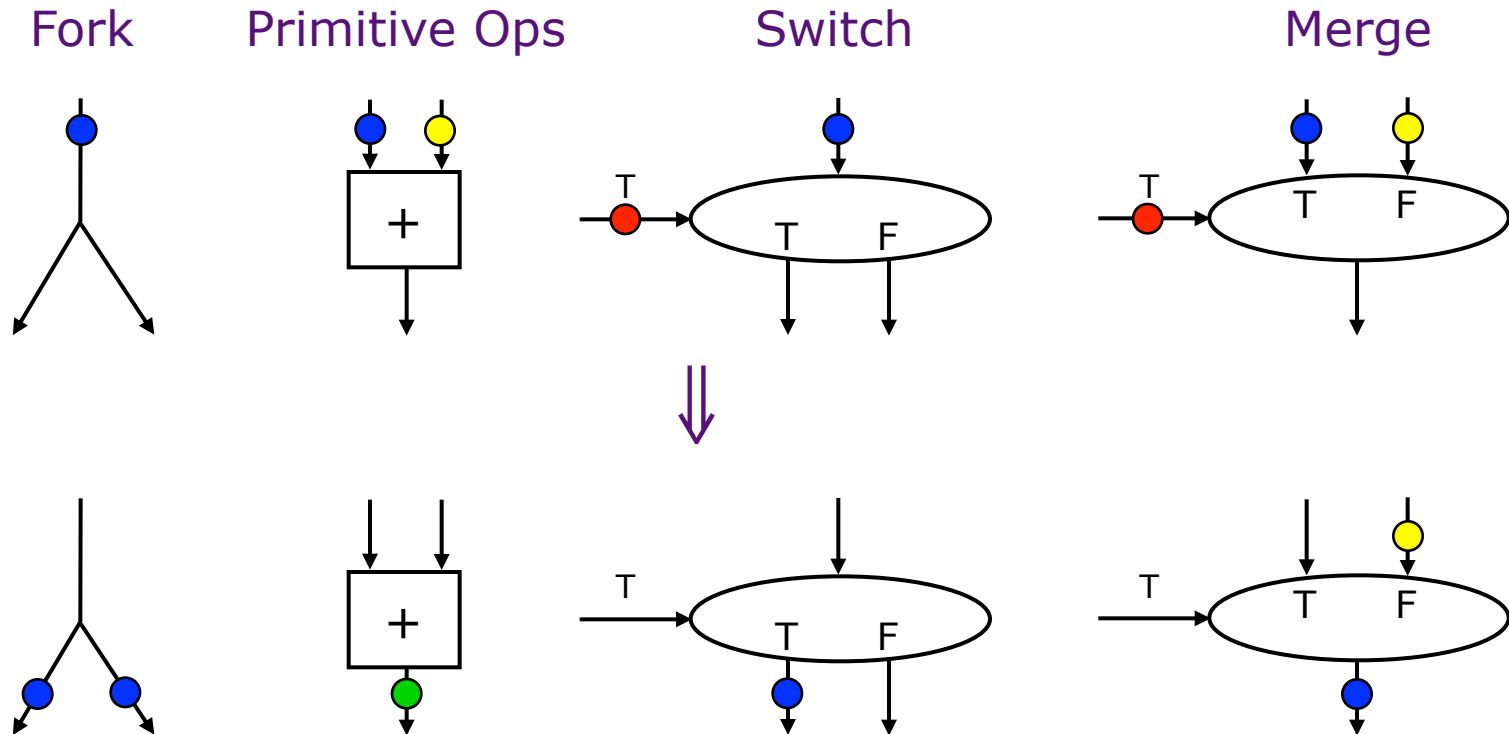 Fork Primitive Ops Switch Merge
T T
+ T F
T F
T T
+ T F
T F